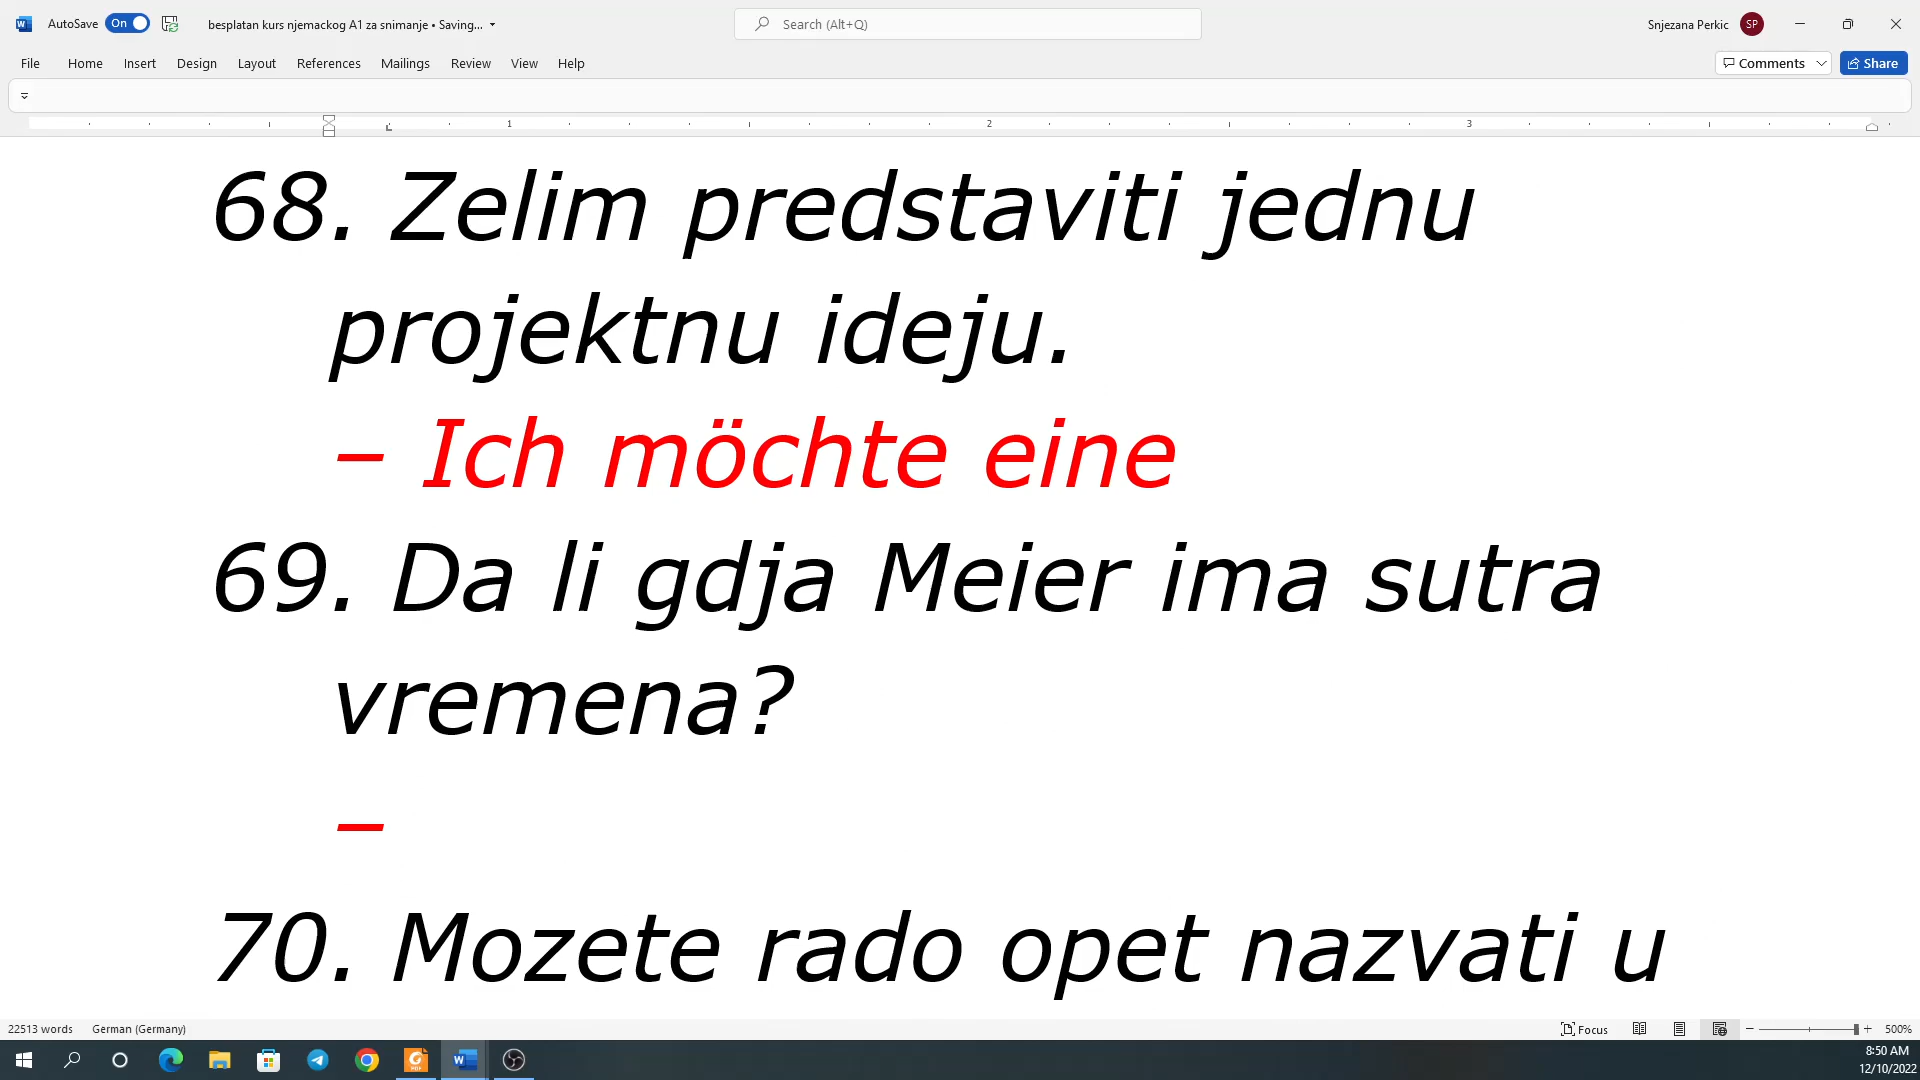 AutoSave On besplatan kurs njemackog A1 za snimanje • Saving... Search (Alt+Q) Snjezana Perkic SP
File Home Insert Design Layout References Mailings Review View Help Comments Share
1 2 3
68. Zelim predstaviti jednu
projektnu ideju.
– Ich möchte eine
69. Da li gdja Meier ima sutra
vremena?
–
70. Mozete rado opet nazvati u
22513 words German (Germany) Focus 500%
8:50 AM
12/10/2022